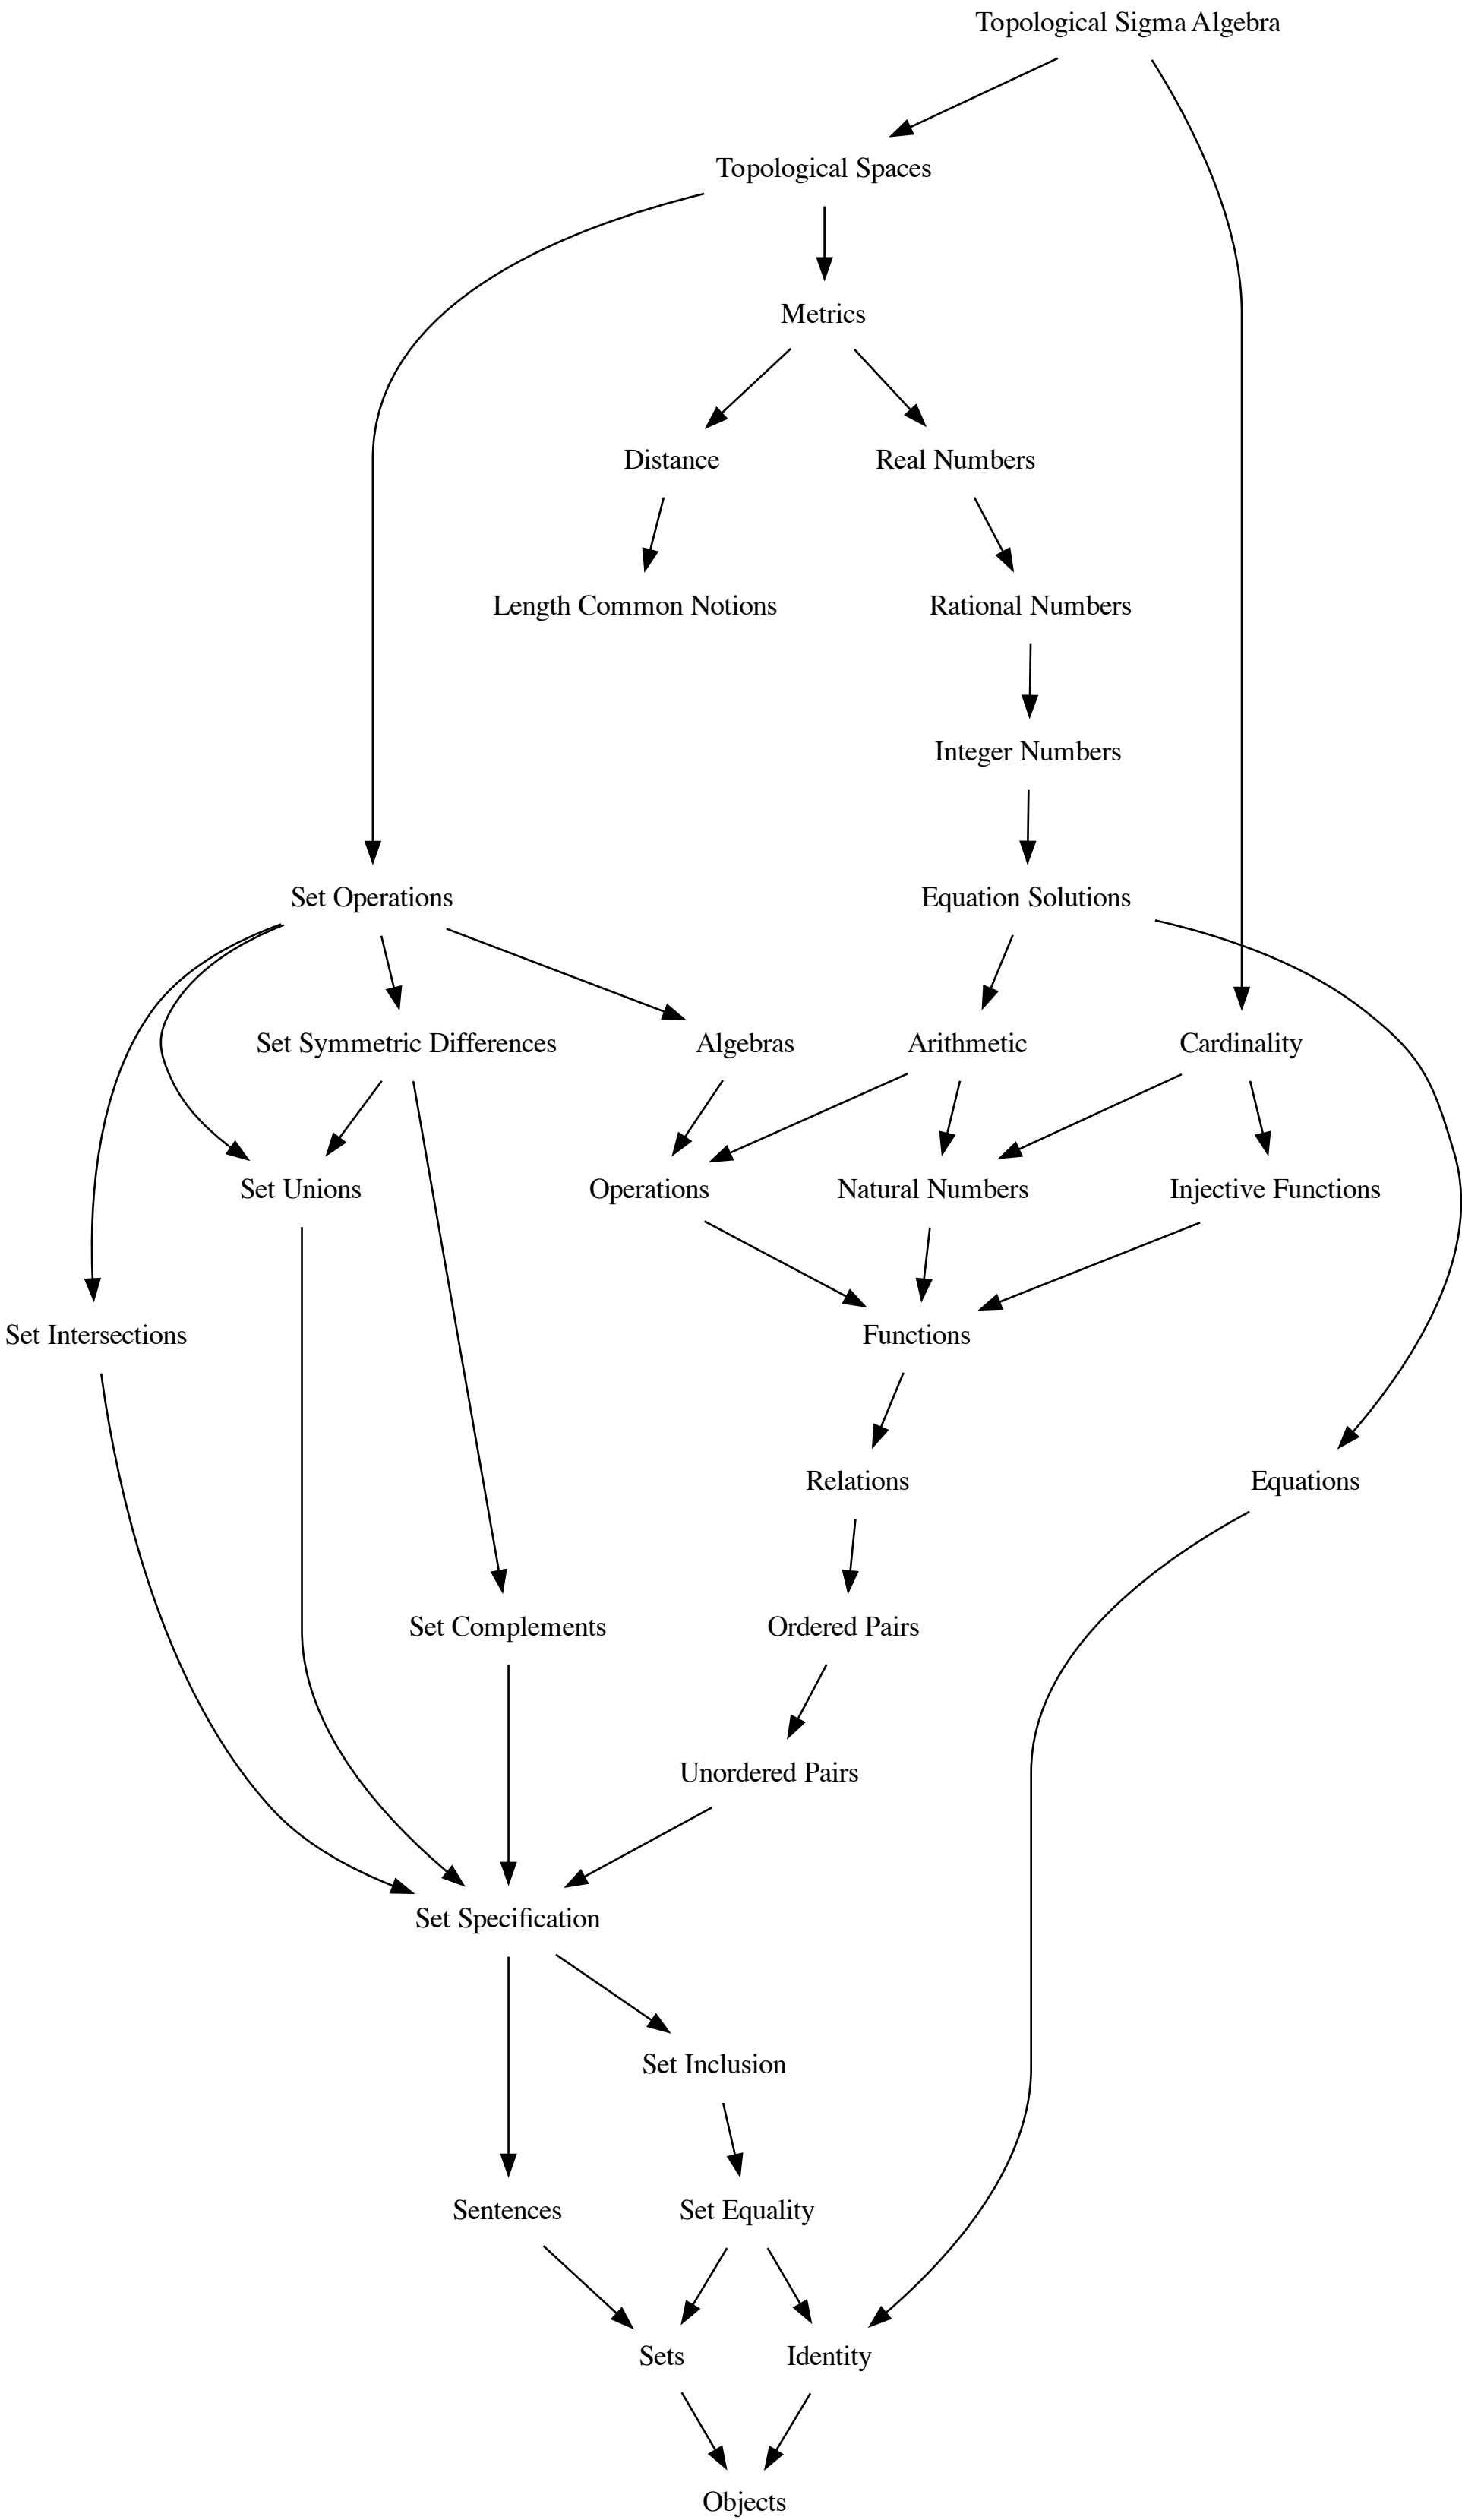 Topological Sigma Algebra
Topological Spaces
Metrics
Distance
Real Numbers
Length Common Notions
Rational Numbers
Integer Numbers
Set Operations
Equation Solutions
Set Symmetric Differences
Algebras
Arithmetic
Cardinality
Set Unions
Operations
Natural Numbers
Injective Functions
Set Intersections
Functions
Relations
Equations
Set Complements
Ordered Pairs
Unordered Pairs
Set Specification
Set Inclusion
Sentences
Set Equality
Sets
Identity
Objects